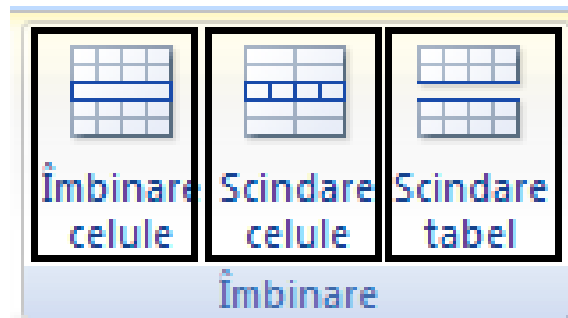 Îmbinare
celule
Scindare
celule
Scindare
tabel
Îmbinare